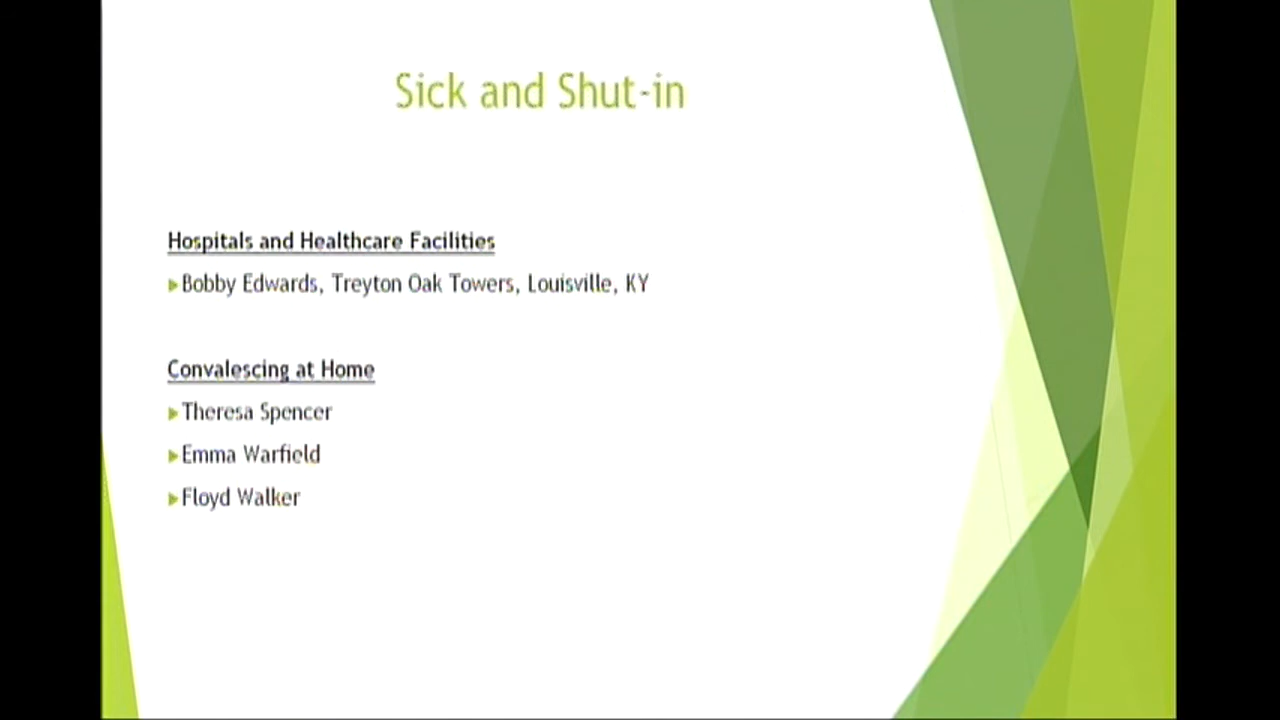 Sick and Shut-in
Hospitals and Healthcare Facilities
Bobby Edwards, Treyton Oak Towers, Louisville, KY
Convalescing at Home
Theresa Spencer
Emma Warfield
Floyd Walker